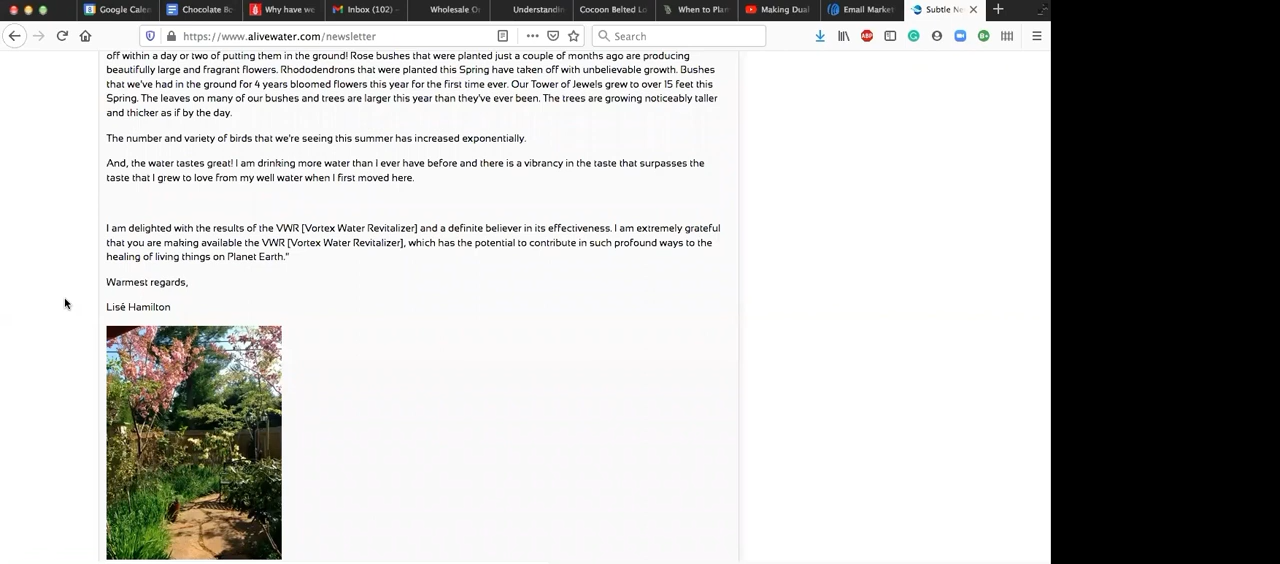 Google Calen
Chocolate Bo
Why have we
Inbox (102) –
Wholesale Or
Understandin
Cocoon Belted Lo
When to Plan
Making Dual
Email Market
Subtle Ne
https://www.alivewater.com/newsletter
Search
off within a day or two of putting them in the ground! Rose bushes that were planted just a couple of months ago are producing
beautifully large and fragrant flowers. Rhododendrons that were planted this Spring have taken off with unbelievable growth. Bushes
that we've had in the ground for 4 years bloomed flowers this year for the first time ever. Our Tower of Jewels grew to over 15 feet this
Spring. The leaves on many of our bushes and trees are larger this year than they've ever been. The trees are growing noticeably taller
and thicker as if by the day.
The number and variety of birds that we're seeing this summer has increased exponentially.
And, the water tastes great! I am drinking more water than I ever have before and there is a vibrancy in the taste that surpasses the
taste that I grew to love from my well water when I first moved here.
I am delighted with the results of the VWR [Vortex Water Revitalizer] and a definite believer in its effectiveness. I am extremely grateful
that you are making available the VWR [Vortex Water Revitalizer], which has the potential to contribute in such profound ways to the
healing of living things on Planet Earth."
Warmest regards,
Lisé Hamilton